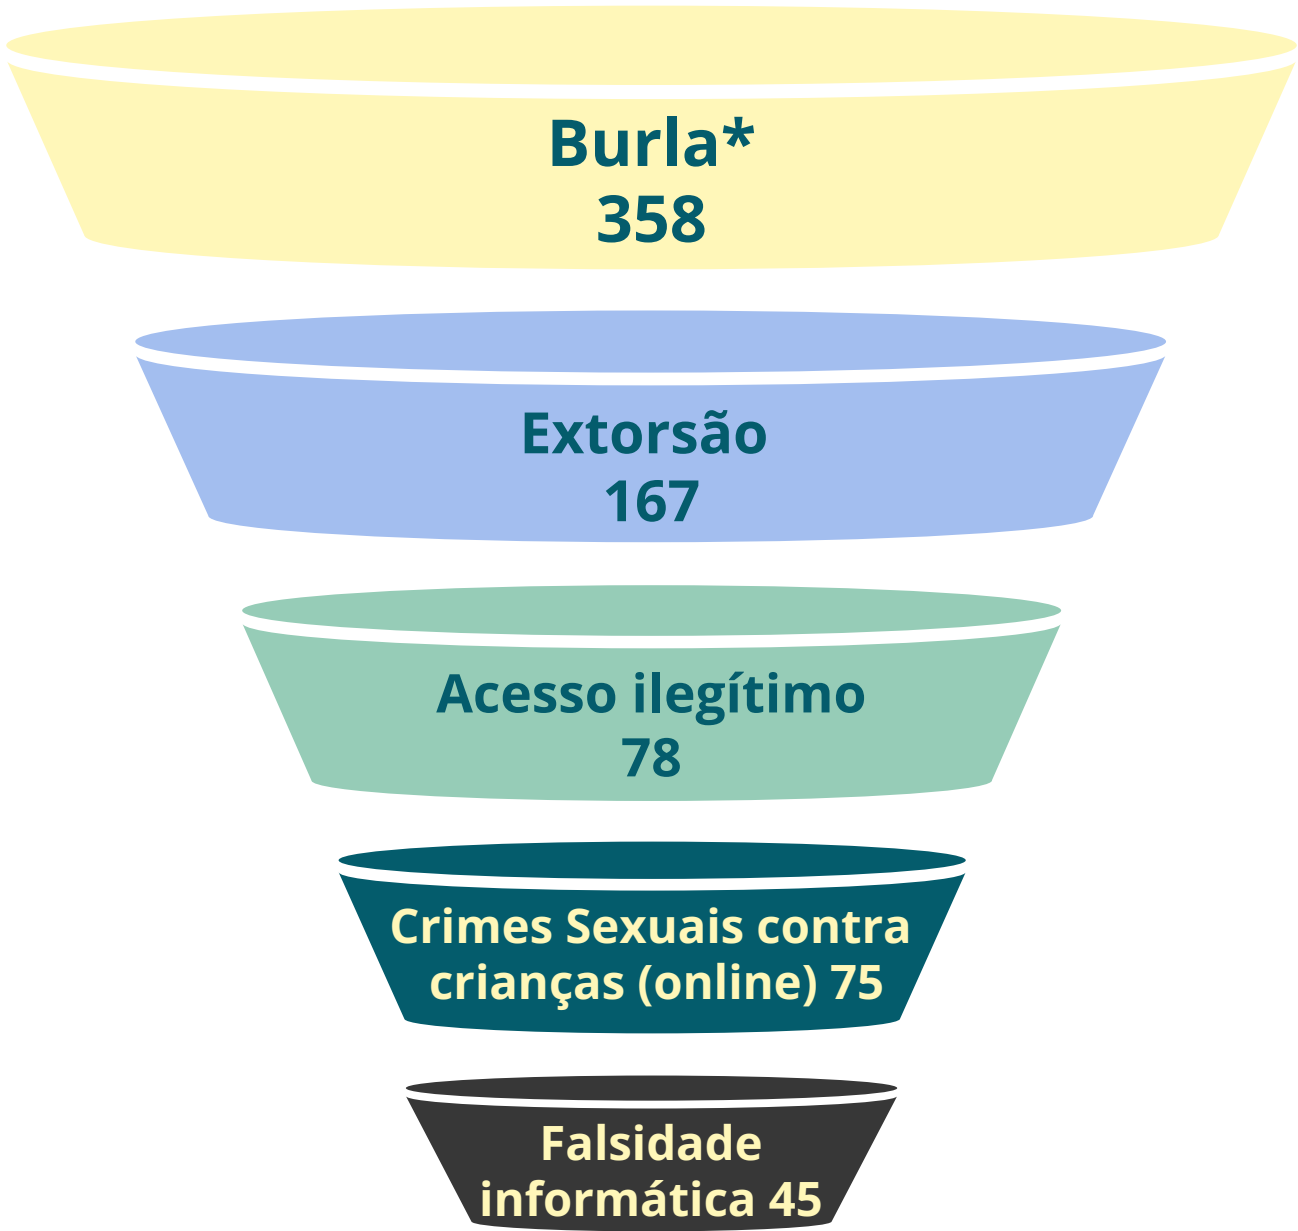 Burla*
358
Extorsão
167
Acesso ilegítimo
78
Crimes Sexuais contra
crianças (online) 75
Falsidade
informática 45